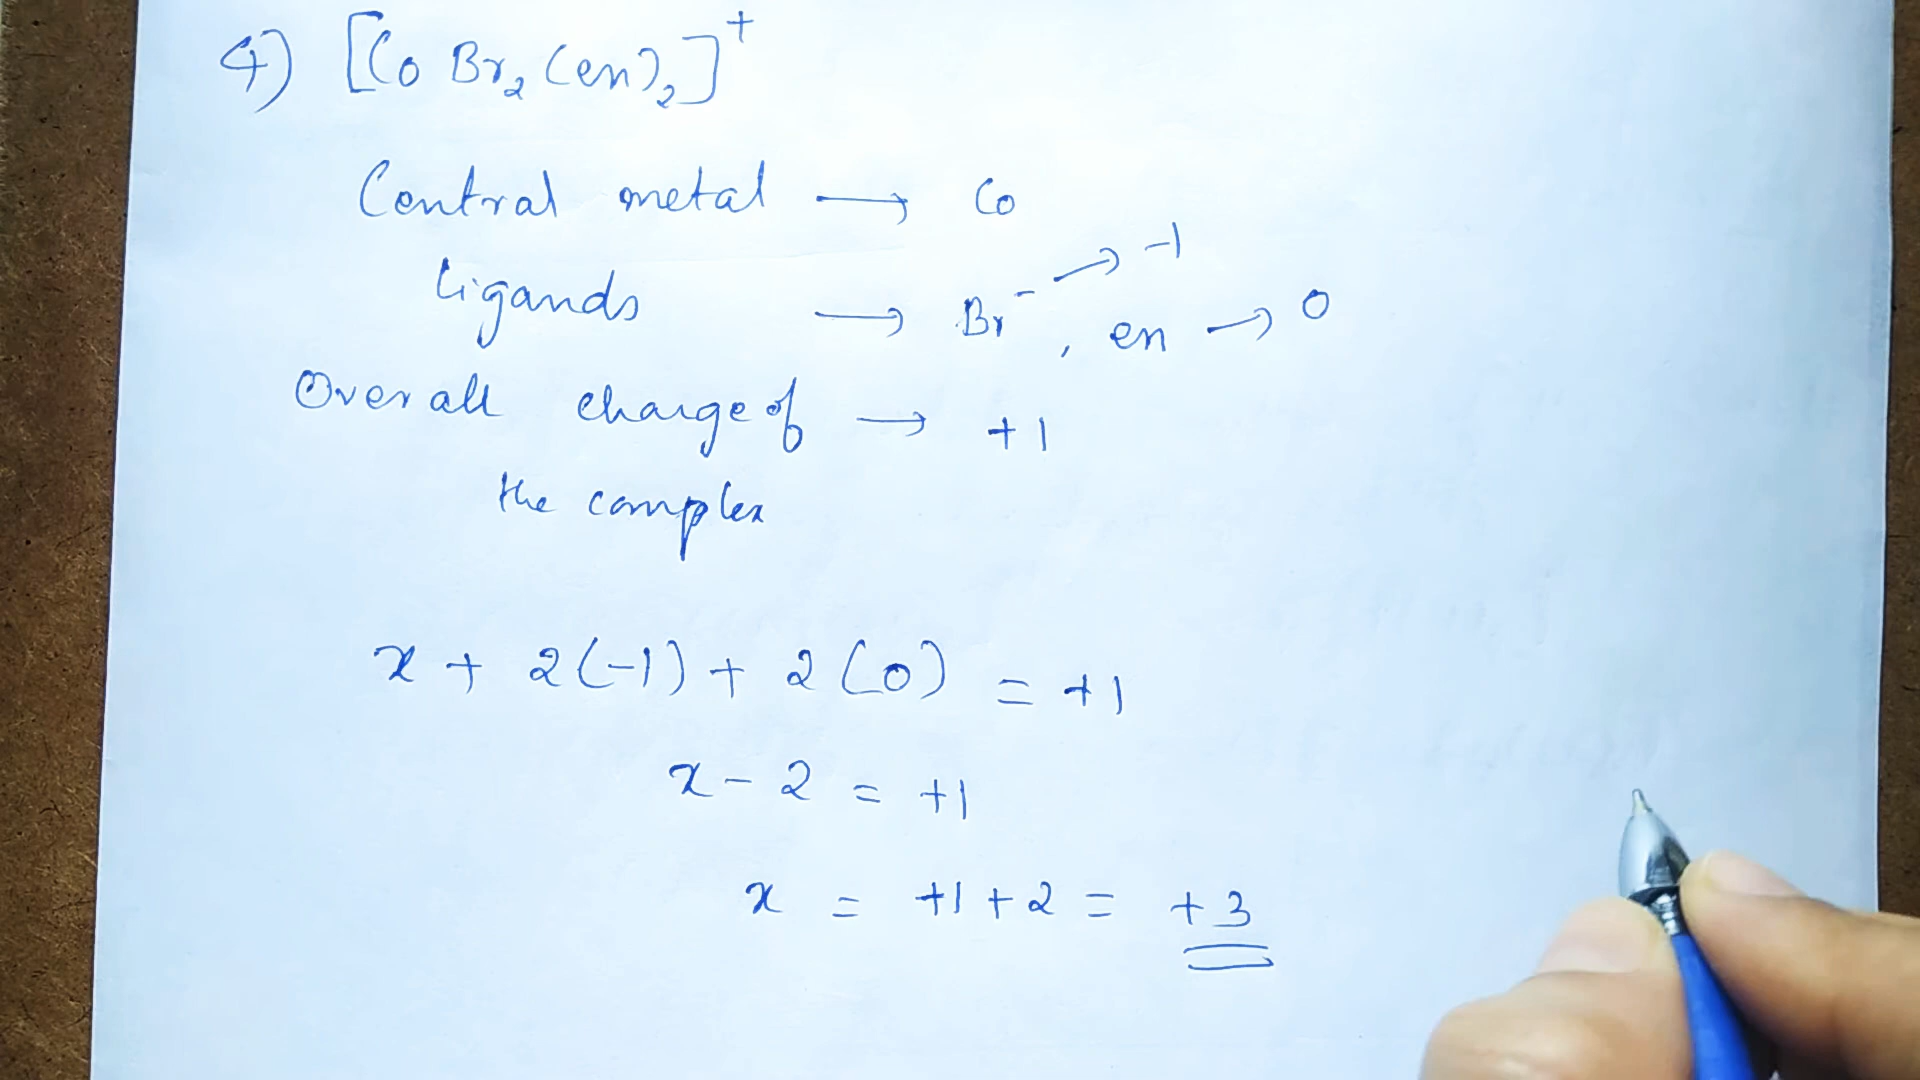 4) [Co Br₂ (en)₂]⁺
Central metal → Co
Ligands → Br⁻ → -1, en → 0
Overall charge of → +1
the complex
x + 2(-1) + 2(0) = +1
x - 2 = +1
x = +1 + 2 = +3